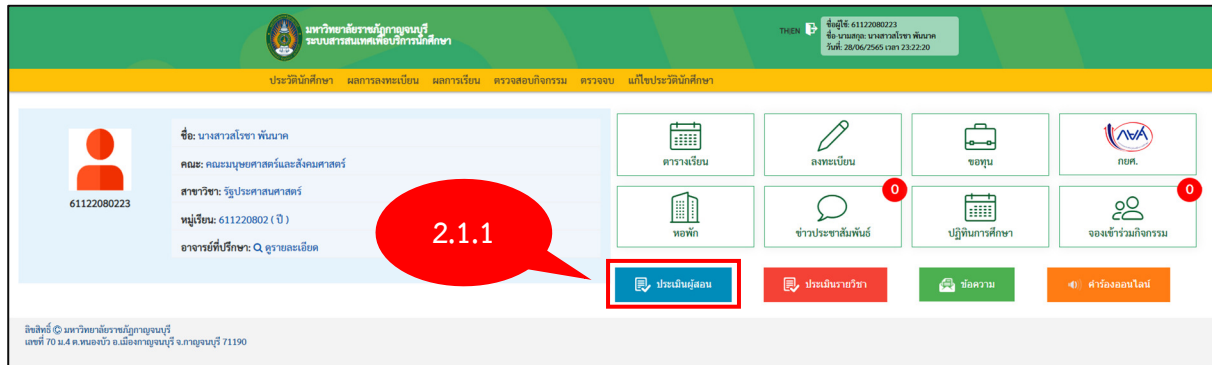 มหาวิทยาลัยราชภัฏกาญจนบุรี
ระบบสารสนเทศเพื่อบริการนักศึกษา
THEN
ชื่อผู้ใช้: 61122080223
ชื่อ-นามสกุล: นางสาวสโรชา พันนาค
วันที่: 28/06/2565 เวลา 23:22:20
ประวัตินักศึกษา ผลการลงทะเบียน ผลการเรียน ตรวจสอบกิจกรรม ตรวจจบ แก้ไขประวัตินักศึกษา
61122080223
ชื่อ: นางสาวสโรชา พันนาค
คณะ: คณะมนุษยศาสตร์และสังคมศาสตร์
สาขาวิชา: รัฐประศาสนศาสตร์
หมู่เรียน: 611220802 ( ปี )
อาจารย์ที่ปรึกษา: ดูรายละเอียด
2.1.1
ตารางเรียน
ลงทะเบียน
ขอทุน
กยศ.
หอพัก
0
ข่าวประชาสัมพันธ์
ปฏิทินการศึกษา
0
จองเข้าร่วมกิจกรรม
ประเมินผู้สอน
ประเมินรายวิชา
ข้อความ
คำร้องออนไลน์
ลิขสิทธิ์ © มหาวิทยาลัยราชภัฏกาญจนบุรี
เลขที่ 70 ม.4 ต.หนองบัว อ.เมืองกาญจนบุรี จ.กาญจนบุรี 71190